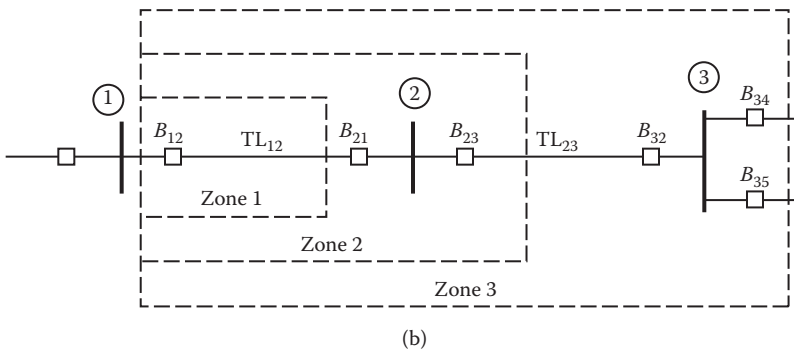 1
2
3
B12
TL12
B21
B23
TL23
B32
B34
B35
Zone 1
Zone 2
Zone 3
(b)